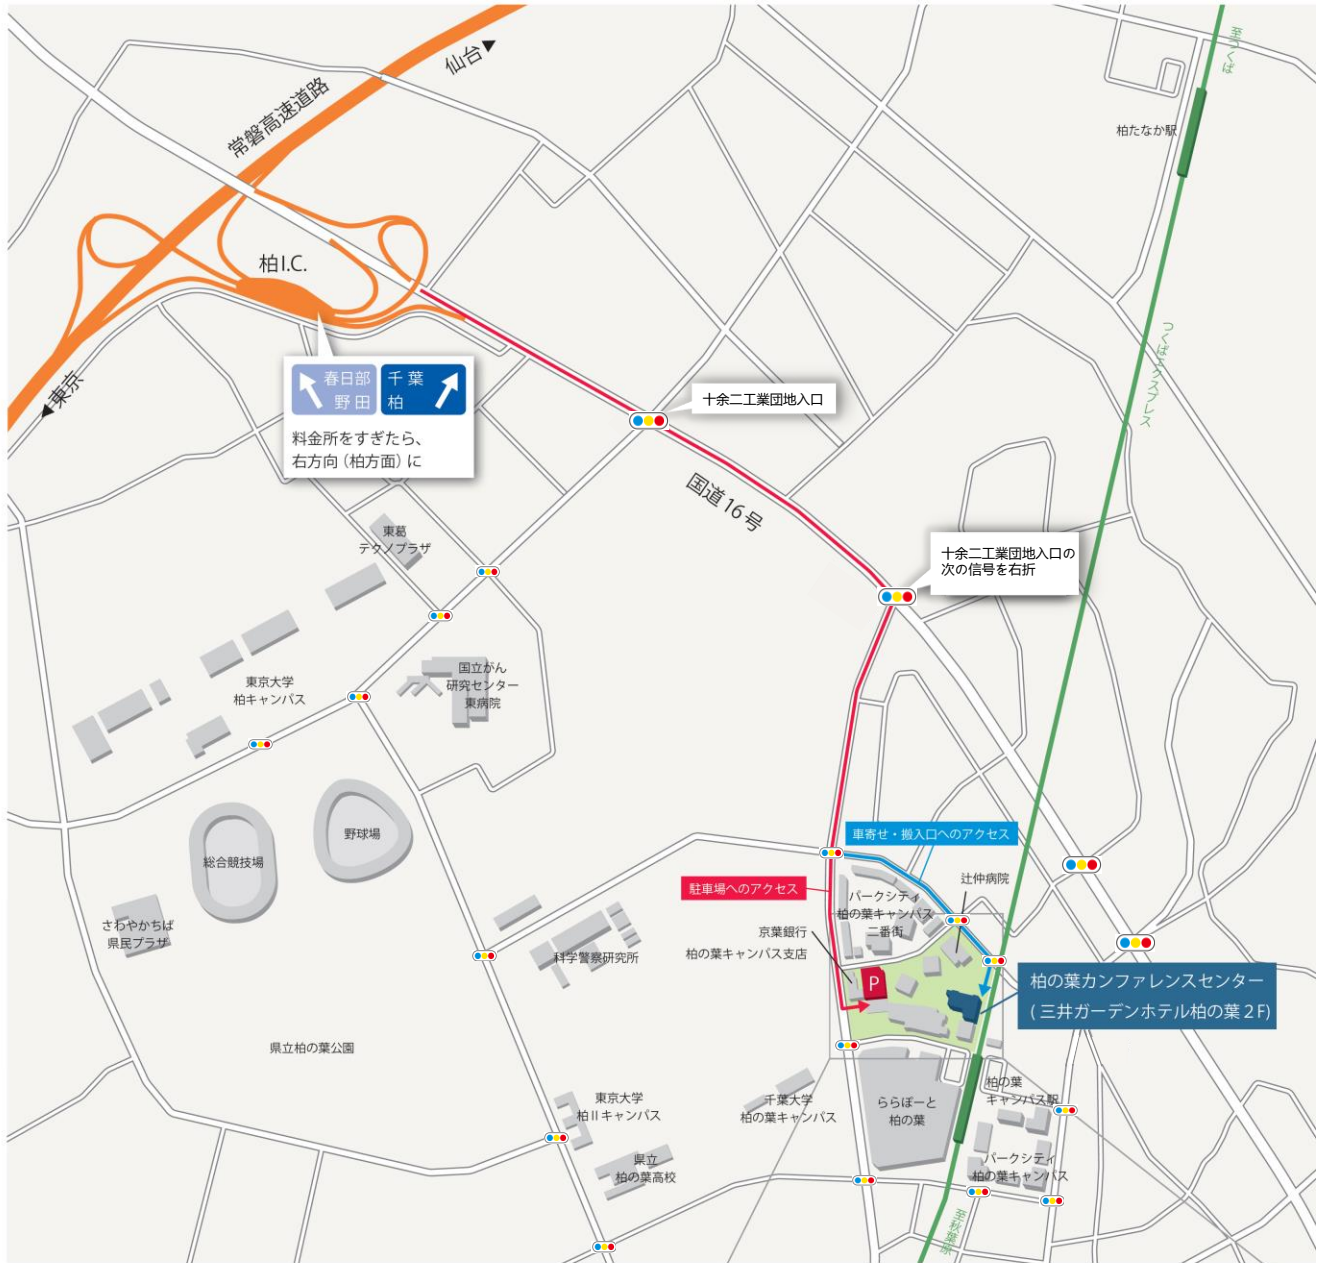 仙台▶
至つくば
常磐高速道路
柏たなか駅
柏I.C.
つくばエクスプレス
◀東京
春日部
野田
千葉
柏
料金所をすぎたら、
右方向（柏方面）に
十余二工業団地入口
国道16号
十余二工業団地入口の
次の信号を右折
東葛
テクノプラザ
国立がん
研究センター
東病院
東京大学
柏キャンパス
野球場
総合競技場
車寄せ・搬入口へのアクセス
駐車場へのアクセス
辻仲病院
パークシティ
柏の葉キャンパス
二番街
さわやかちば
県民プラザ
京葉銀行
柏の葉キャンパス支店
科学警察研究所
P
柏の葉カンファレンスセンター
(三井ガーデンホテル柏の葉2F)
県立柏の葉公園
東京大学
柏IIキャンパス
千葉大学
柏の葉キャンパス
ららぽーと
柏の葉
柏の葉
キャンパス駅
県立
柏の葉高校
パークシティ
柏の葉キャンパス
至秋葉原